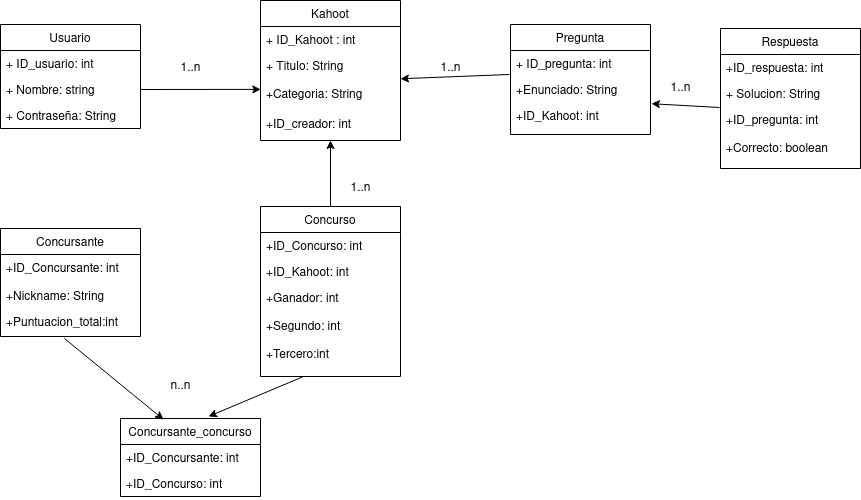 Usuario
+ ID_usuario: int
+ Nombre: string
+ Contraseña: String
1..n
Kahoot
+ ID_Kahoot : int
+ Titulo: String
+Categoria: String
+ID_creador: int
1..n
Pregunta
+ ID_pregunta: int
+Enunciado: String
+ID_Kahoot: int
1..n
Respuesta
+ID_respuesta: int
+ Solucion: String
+ID_pregunta: int
+Correcto: boolean
1..n
Concurso
+ID_Concurso: int
+ID_Kahoot: int
+Ganador: int
+Segundo: int
+Tercero:int
Concursante
+ID_Concursante: int
+Nickname: String
+Puntuacion_total:int
n..n
Concursante_concurso
+ID_Concursante: int
+ID_Concurso: int